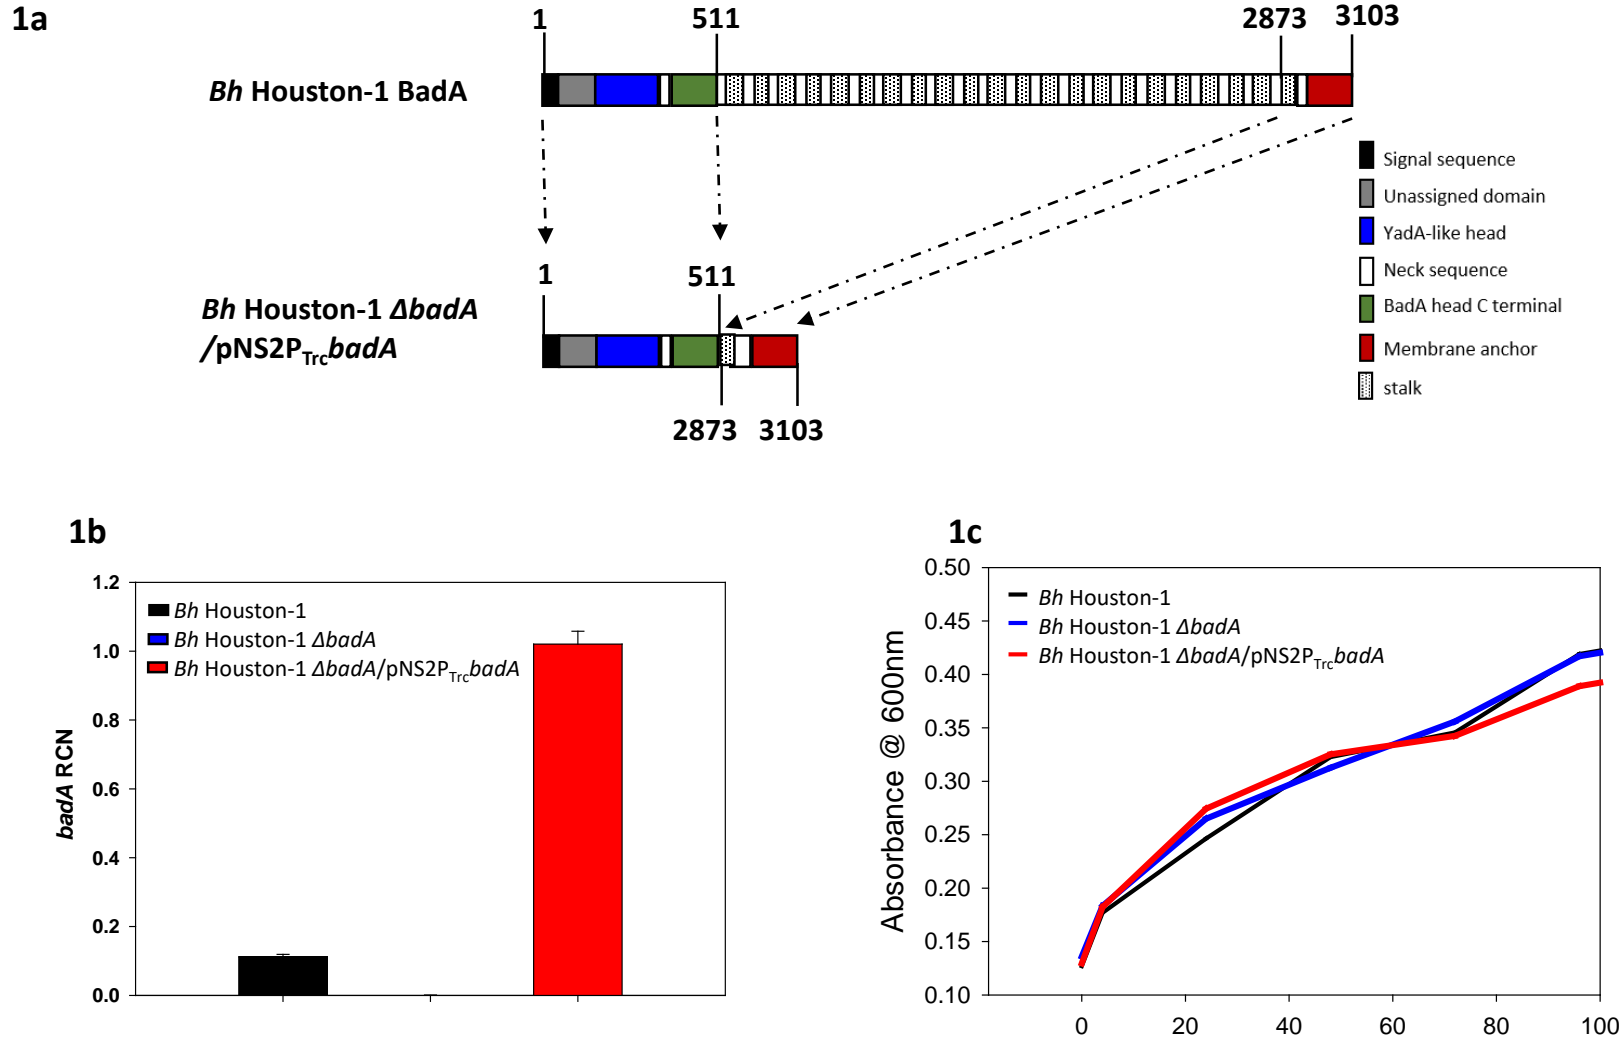 1a
1 511 2873 3103
Bh Houston-1 BadA
Signal sequence
Unassigned domain
YadA-like head
Neck sequence
BadA head C terminal
Membrane anchor
stalk
1 511
Bh Houston-1 ΔbadA
/pNS2PTrcbadA
2873 3103
1b
1.2
1.0
0.8
0.6
0.4
0.2
0.0
badA RCN
Bh Houston-1
Bh Houston-1 ΔbadA
Bh Houston-1 ΔbadA/pNS2PTrcbadA
1c
0.50
0.45
0.40
0.35
0.30
0.25
0.20
0.15
0.10
Absorbance @ 600nm
Bh Houston-1
Bh Houston-1 ΔbadA
Bh Houston-1 ΔbadA/pNS2PTrcbadA
0 20 40 60 80 100